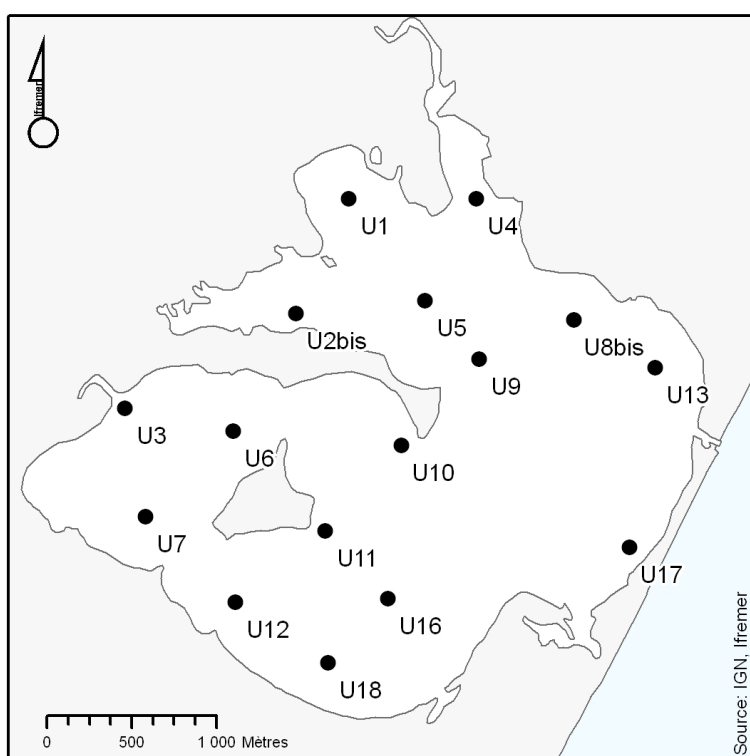 Ifremer
U1
U4
U2bis
U5
U8bis
U9
U13
U3
U6
U10
U7
U11
U17
U12
U16
U18
0 500 1 000 Mètres
Source: IGN, Ifremer